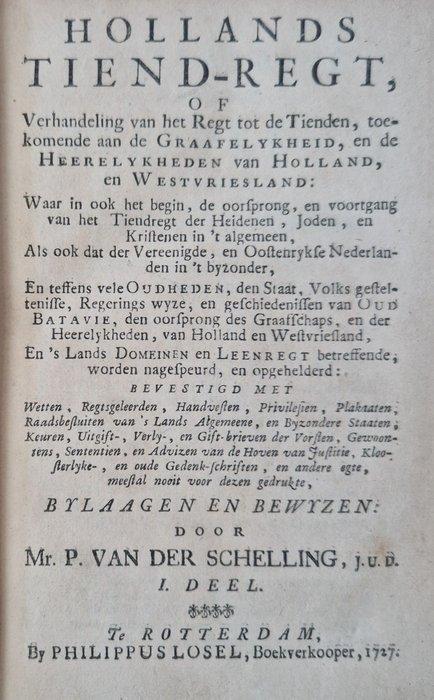 HOLLANDS
TIEND-REGT,
OF
Verhandeling van het Regt tot de Tienden, toe-
komende aan de GRAAFELYKHEID, en de
HEERELYKHEDEN van HOLLAND,
en WESTVRIESLAND:
Waar in ook het begin, de oorsprong, en voortgang
van het Tiendregt der Heidenen, Joden, en
Kristenen in 't algemeen,
Als ook dat der Vereenigde, en Oostenrykse Nederlan-
den in 't byzonder,
En teffens vele OUDHEDEN, den Staat, Volks gestel-
tenisse, Regerings wyze, en geschiedenissen van OUD
BATAVIE, den oorsprong des Graafschaps, en der
Heerelykheden, van Holland en Westvriesland,
En 's Lands DOMEINEN en LEENREGT betreffende,
worden nagespeurd, en opgehelderd:
BEVESTIGD MET
Wetten, Regtsgeleerden, Handvesten, Privilesien, Plakaaten,
Raadsbesluiten van 's Lands Algemeene, en Byzondere Staaten,
Keuren, Uitgift-, Verly-, en Gift-brieven der Vorsten, Gewoon-
tens, Sententien, en Advizen van de Hoven van Justitie, Kloo-
sterlyke-, en oude Gedenk-schriften, en andere egte,
meestal nooit voor dezen gedrukte,
BYLAAGEN EN BEWYZEN:
DOOR
Mr. P. VAN DER SCHELLING, J.U.D.
I. DEEL.
Te ROTTERDAM,
By PHILIPPUS LOSEL, Boekverkooper, 1727.